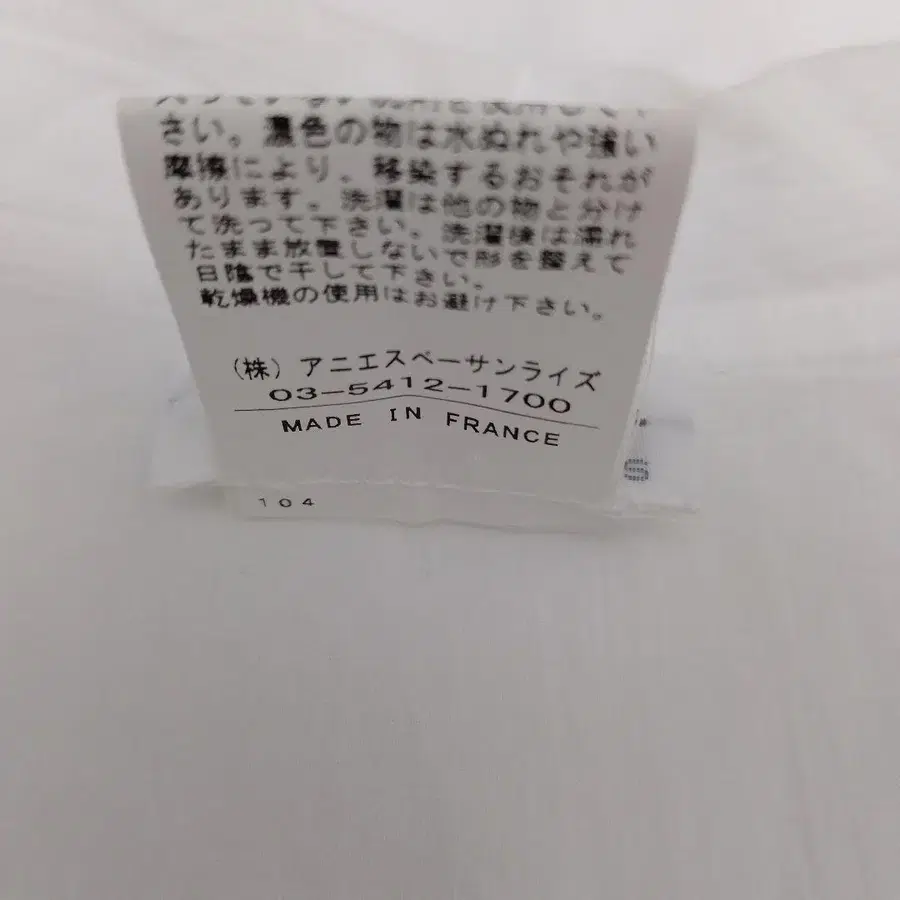 さい。濃色の物は水ぬれや強い
摩擦により、移染するおそれが
あります。洗濯は他の物と分け
て洗って下さい。洗濯後は濡れ
たまま放置しないで形を整えて
日陰で干して下さい。
乾燥機の使用はお避け下さい。
(株) アニエスベーサンライズ
03-5412-1700
MADE IN FRANCE
104